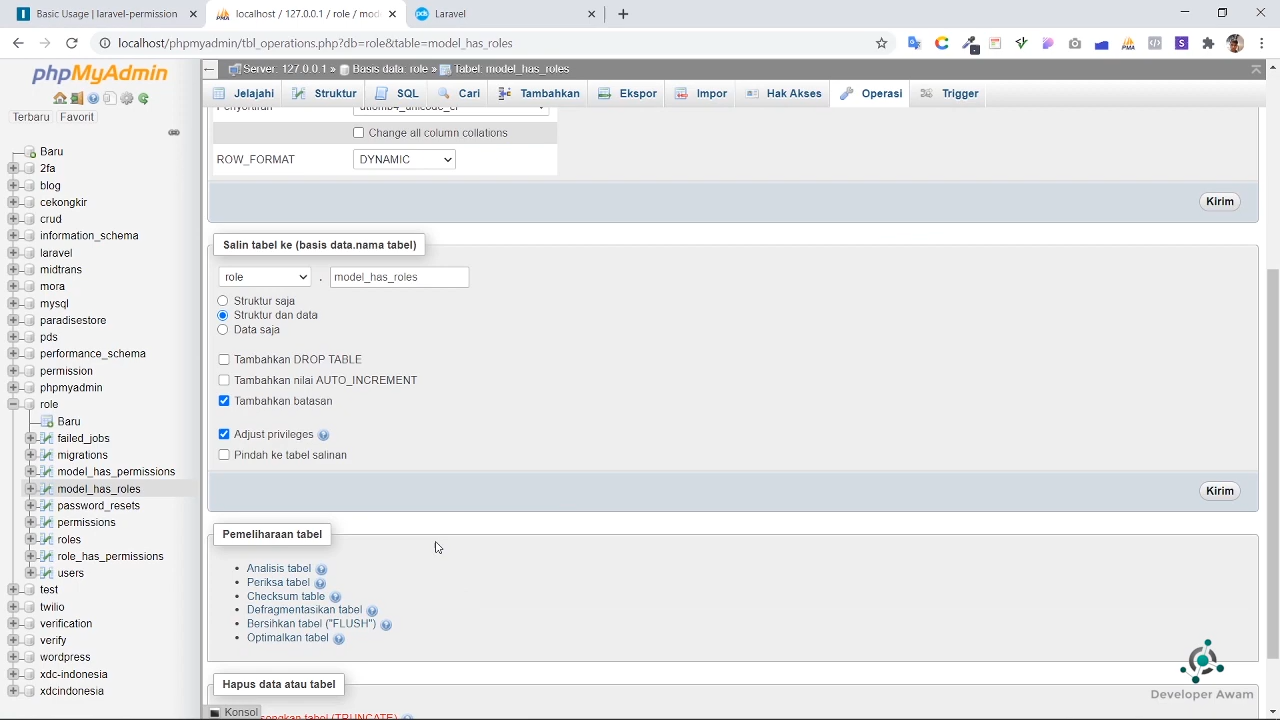 Basic Usage | laravel-permission
localhost / 127.0.0.1 / role / mode
Laravel
localhost/phpmyadmin/tbl_operations.php?db=role&table=model_has_roles
phpMyAdmin
Terbaru Favorit
Baru
2fa
blog
cekongkir
crud
information_schema
laravel
midtrans
mora
mysql
paradisestore
pds
performance_schema
permission
phpmyadmin
role
Baru
failed_jobs
migrations
model_has_permissions
model_has_roles
password_resets
permissions
roles
role_has_permissions
users
test
twilio
verification
verify
wordpress
xdc-indonesia
xdcindonesia
Server: 127.0.0.1 » Basis data: role » Tabel: model_has_roles
Jelajahi Struktur SQL Cari Tambahkan Ekspor Impor Hak Akses Operasi Trigger
Change all column collations
ROW_FORMAT DYNAMIC
Kirim
Salin tabel ke (basis data.nama tabel)
role . model_has_roles
Struktur saja
Struktur dan data
Data saja
Tambahkan DROP TABLE
Tambahkan nilai AUTO_INCREMENT
Tambahkan batasan
Adjust privileges
Pindah ke tabel salinan
Kirim
Pemeliharaan tabel
Analisis tabel
Periksa tabel
Checksum table
Defragmentasikan tabel
Bersihkan tabel ("FLUSH")
Optimalkan tabel
Hapus data atau tabel
Konsol
Developer Awam